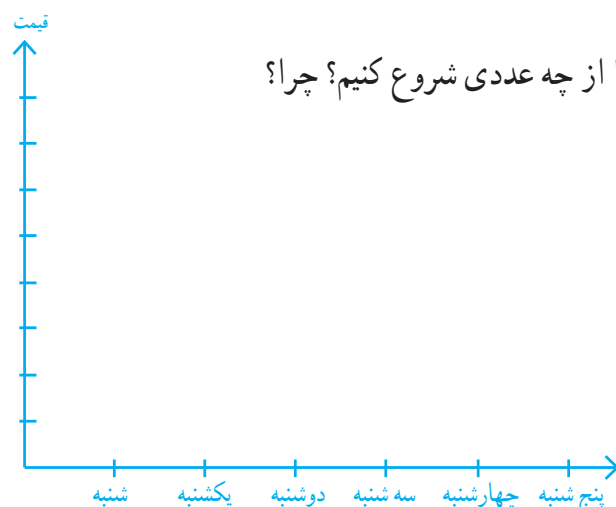 قیمت
از چه عددی شروع کنیم؟ چرا؟
شنبه یکشنبه دوشنبه سه شنبه چهارشنبه پنج شنبه